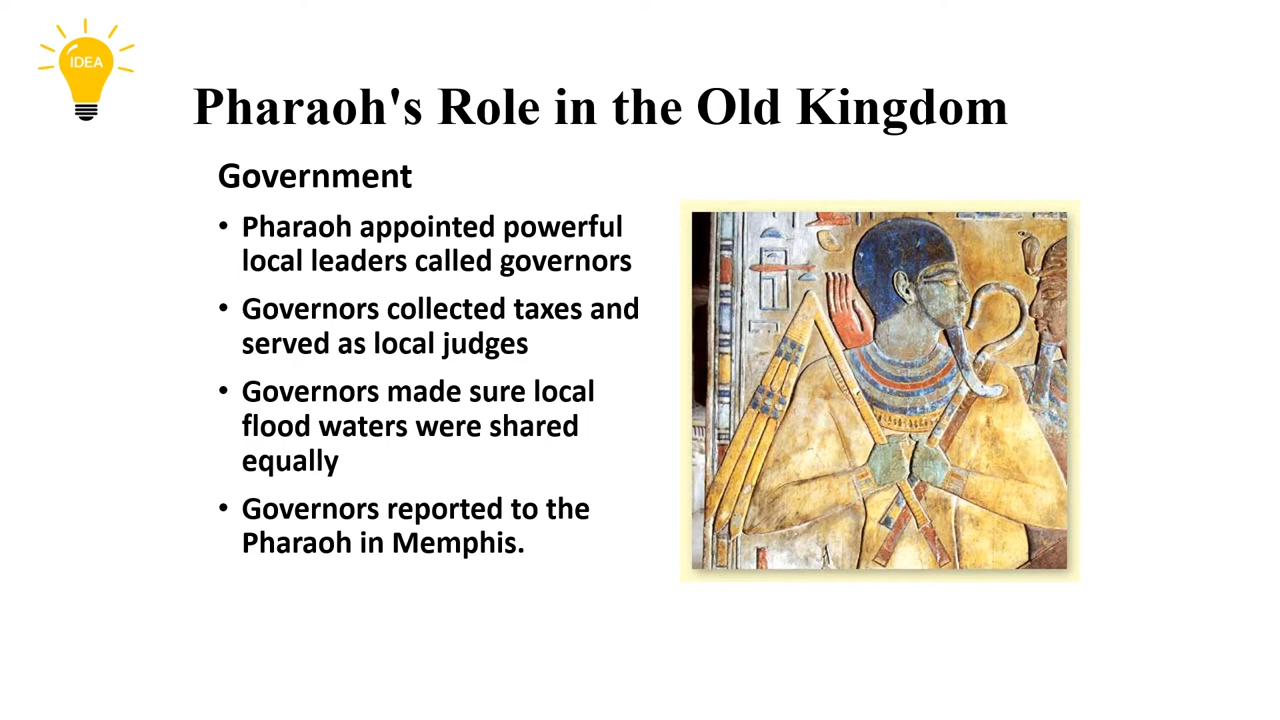 IDEA
Pharaoh's Role in the Old Kingdom
Government
• Pharaoh appointed powerful
local leaders called governors
• Governors collected taxes and
served as local judges
• Governors made sure local
flood waters were shared
equally
• Governors reported to the
Pharaoh in Memphis.